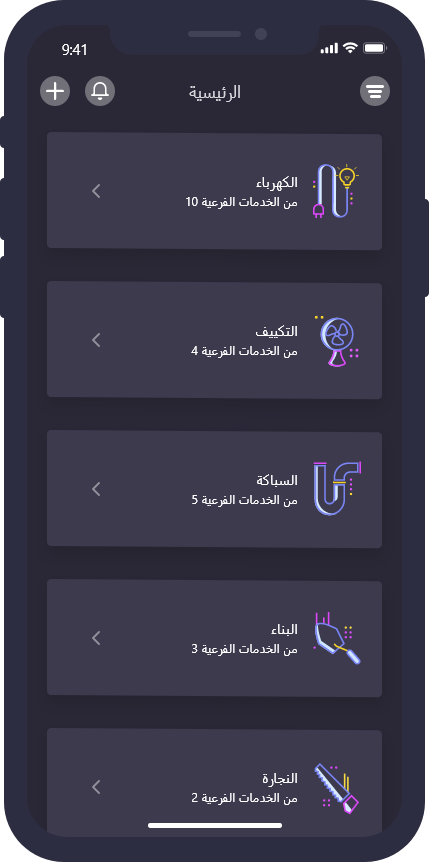 9:41
الرئيسية
الكهرباء
10 من الخدمات الفرعية
التكييف
4 من الخدمات الفرعية
السباكة
5 من الخدمات الفرعية
البناء
3 من الخدمات الفرعية
النجارة
2 من الخدمات الفرعية